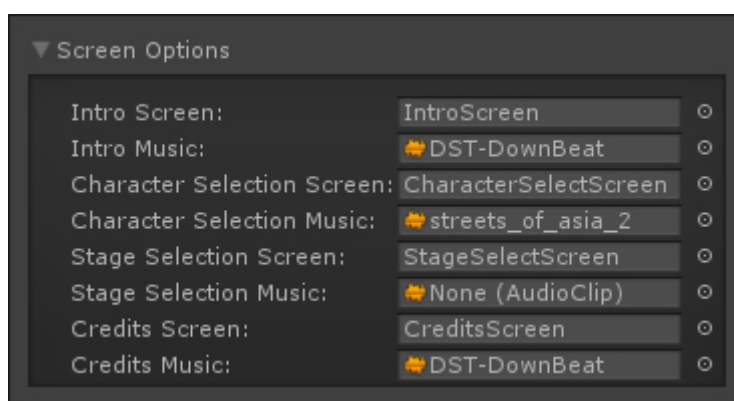 Screen Options
Intro Screen: IntroScreen
Intro Music: DST-DownBeat
Character Selection Screen: CharacterSelectScreen
Character Selection Music: streets_of_asia_2
Stage Selection Screen: StageSelectScreen
Stage Selection Music: None (AudioClip)
Credits Screen: CreditsScreen
Credits Music: DST-DownBeat